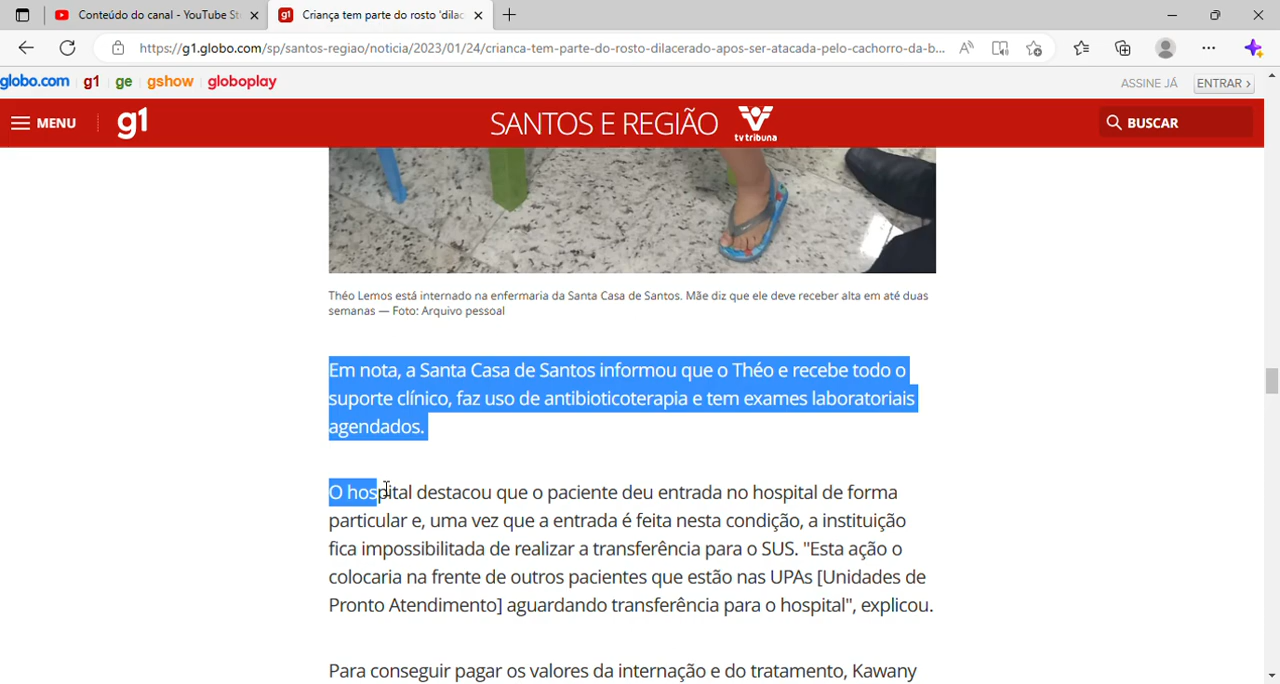 Conteúdo do canal - YouTube St
g1 Criança tem parte do rosto 'dilac
https://g1.globo.com/sp/santos-regiao/noticia/2023/01/24/crianca-tem-parte-do-rosto-dilacerado-apos-ser-atacada-pelo-cachorro-da-b...
globo.com g1 ge gshow globoplay
ASSINE JÁ ENTRAR ›
MENU g1 SANTOS E REGIÃO tv tribuna BUSCAR
Théo Lemos está internado na enfermaria da Santa Casa de Santos. Mãe diz que ele deve receber alta em até duas
semanas — Foto: Arquivo pessoal
Em nota, a Santa Casa de Santos informou que o Théo e recebe todo o
suporte clínico, faz uso de antibioticoterapia e tem exames laboratoriais
agendados.
O hospital destacou que o paciente deu entrada no hospital de forma
particular e, uma vez que a entrada é feita nesta condição, a instituição
fica impossibilitada de realizar a transferência para o SUS. "Esta ação o
colocaria na frente de outros pacientes que estão nas UPAs [Unidades de
Pronto Atendimento] aguardando transferência para o hospital", explicou.
Para conseguir pagar os valores da internação e do tratamento, Kawany